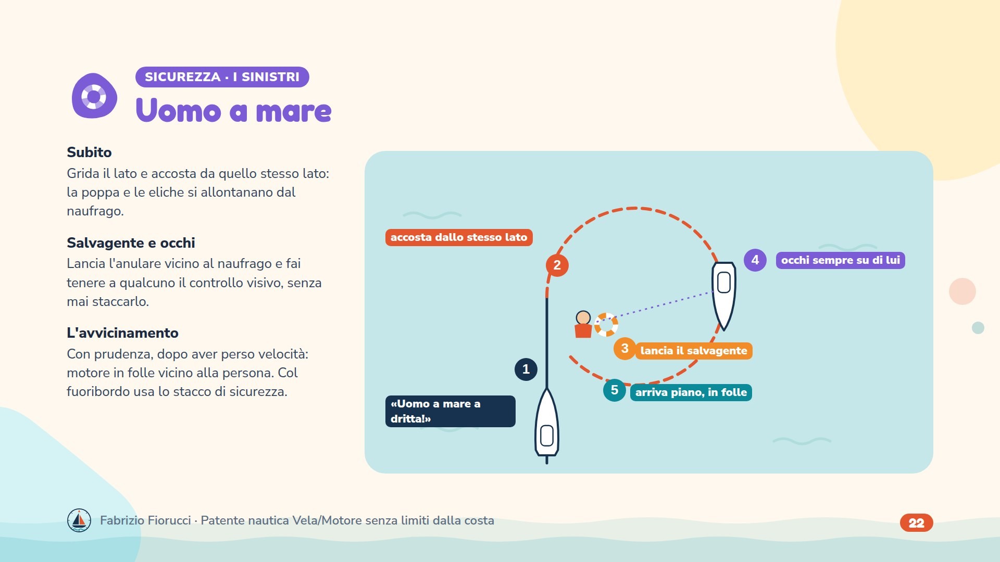 SICUREZZA · I SINISTRI
Uomo a mare
Subito
Grida il lato e accosta da quello stesso lato:
la poppa e le eliche si allontanano dal
naufrago.
Salvagente e occhi
Lancia l'anulare vicino al naufrago e fai
tenere a qualcuno il controllo visivo, senza
mai staccarlo.
L'avvicinamento
Con prudenza, dopo aver perso velocità:
motore in folle vicino alla persona. Col
fuoribordo usa lo stacco di sicurezza.
accosta dallo stesso lato
2
4
occhi sempre su di lui
3
lancia il salvagente
1
5
arriva piano, in folle
«Uomo a mare a
dritta!»
Fabrizio Fiorucci · Patente nautica Vela/Motore senza limiti dalla costa
22